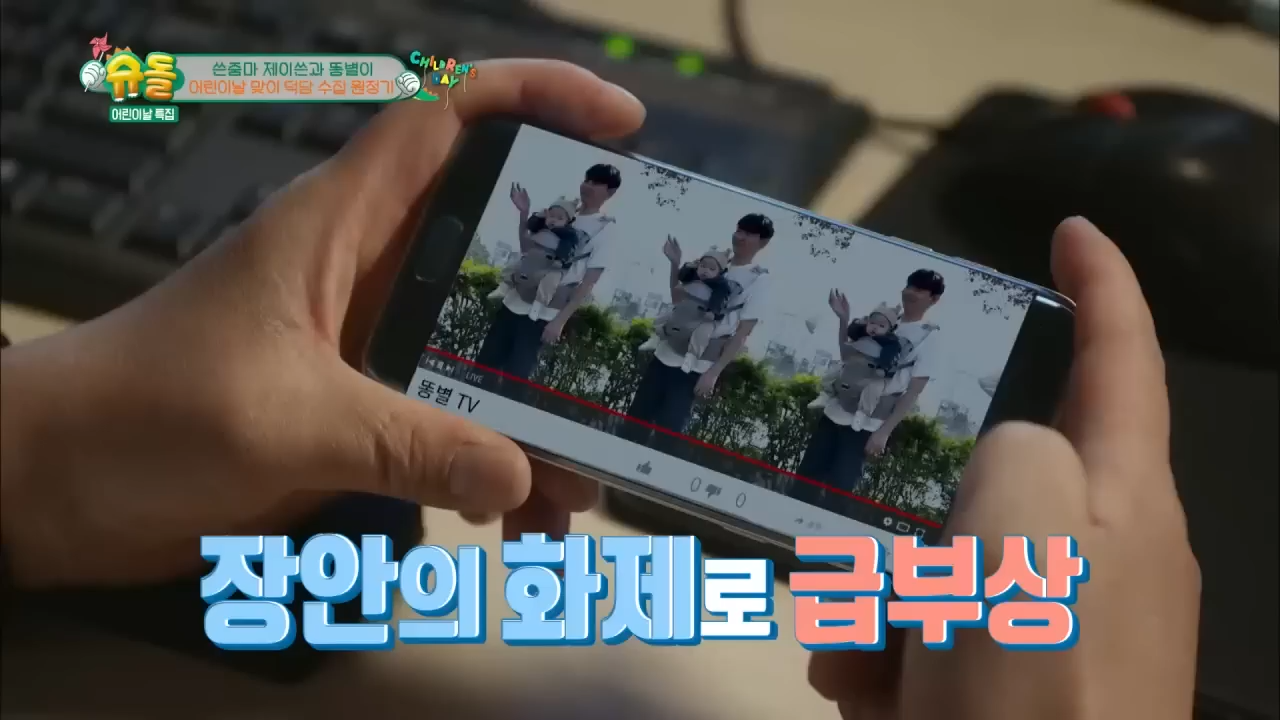 슈돌
어린이날 특집
쓴줌마 제이쓴과 똥별이
어린이날 맞이 덕담 수집 원정기
CHILDREN'S DAY
LIVE
똥별 TV
0 0
장안의 화제로 급부상